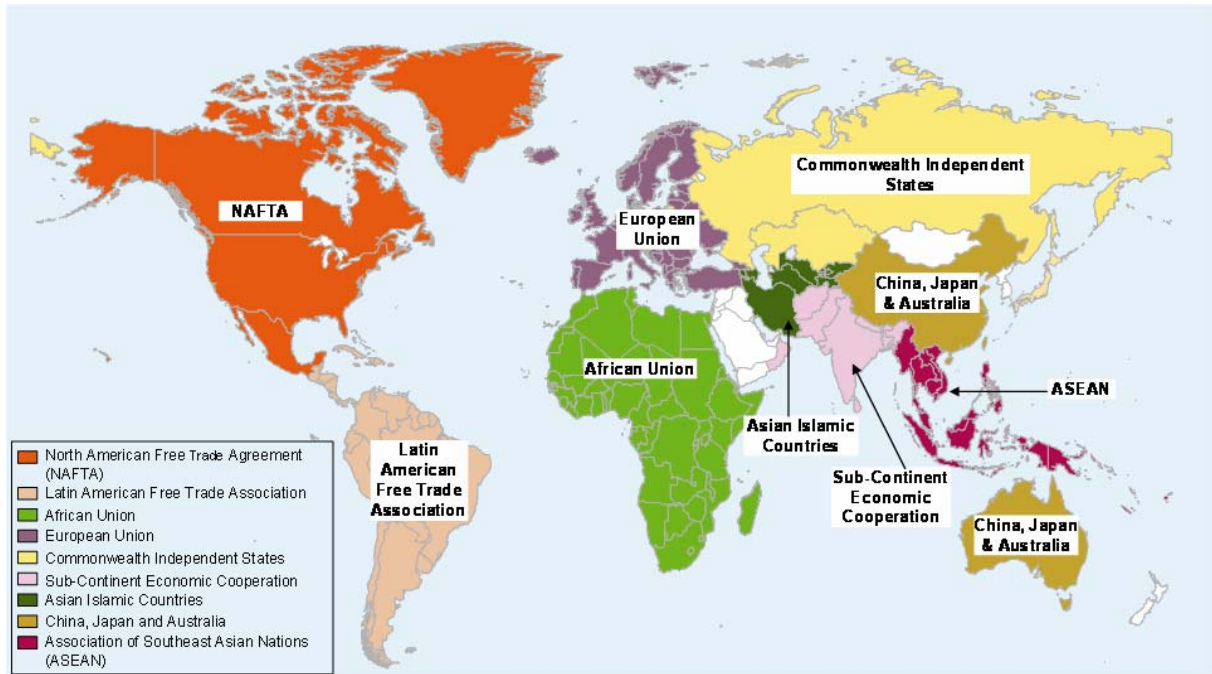 Commonwealth Independent
States
NAFTA
European
Union
China, Japan
& Australia
African Union
ASEAN
Asian Islamic
Countries
Latin
American
Free Trade
Association
Sub-Continent
Economic
Cooperation
China, Japan
& Australia
North American Free Trade Agreement
(NAFTA)
Latin American Free Trade Association
African Union
European Union
Commonwealth Independent States
Sub-Continent Economic Cooperation
Asian Islamic Countries
China, Japan and Australia
Association of Southeast Asian Nations
(ASEAN)